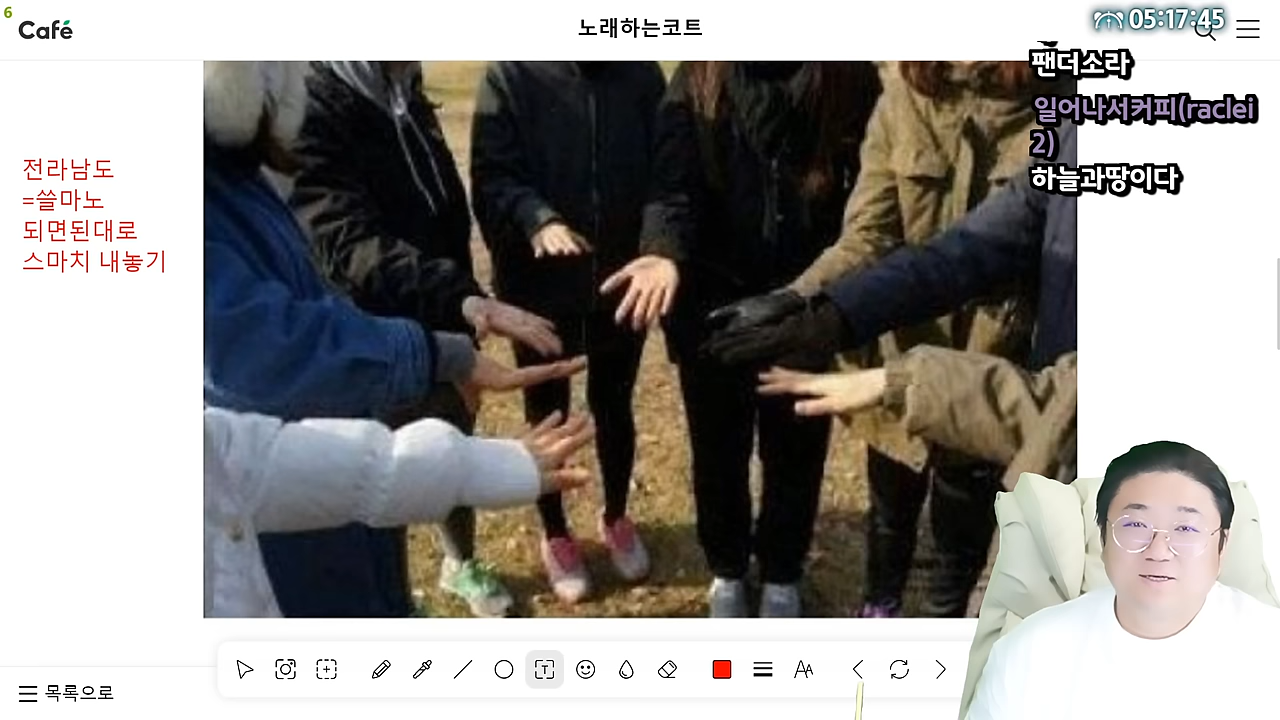 6
Café
노래하는코트
05:17:45
팬더소라
일어나서커피(raclei
2)
하늘과땅이다
전라남도
=쓸마노
되면된대로
스마치 내놓기
T
AA
목록으로